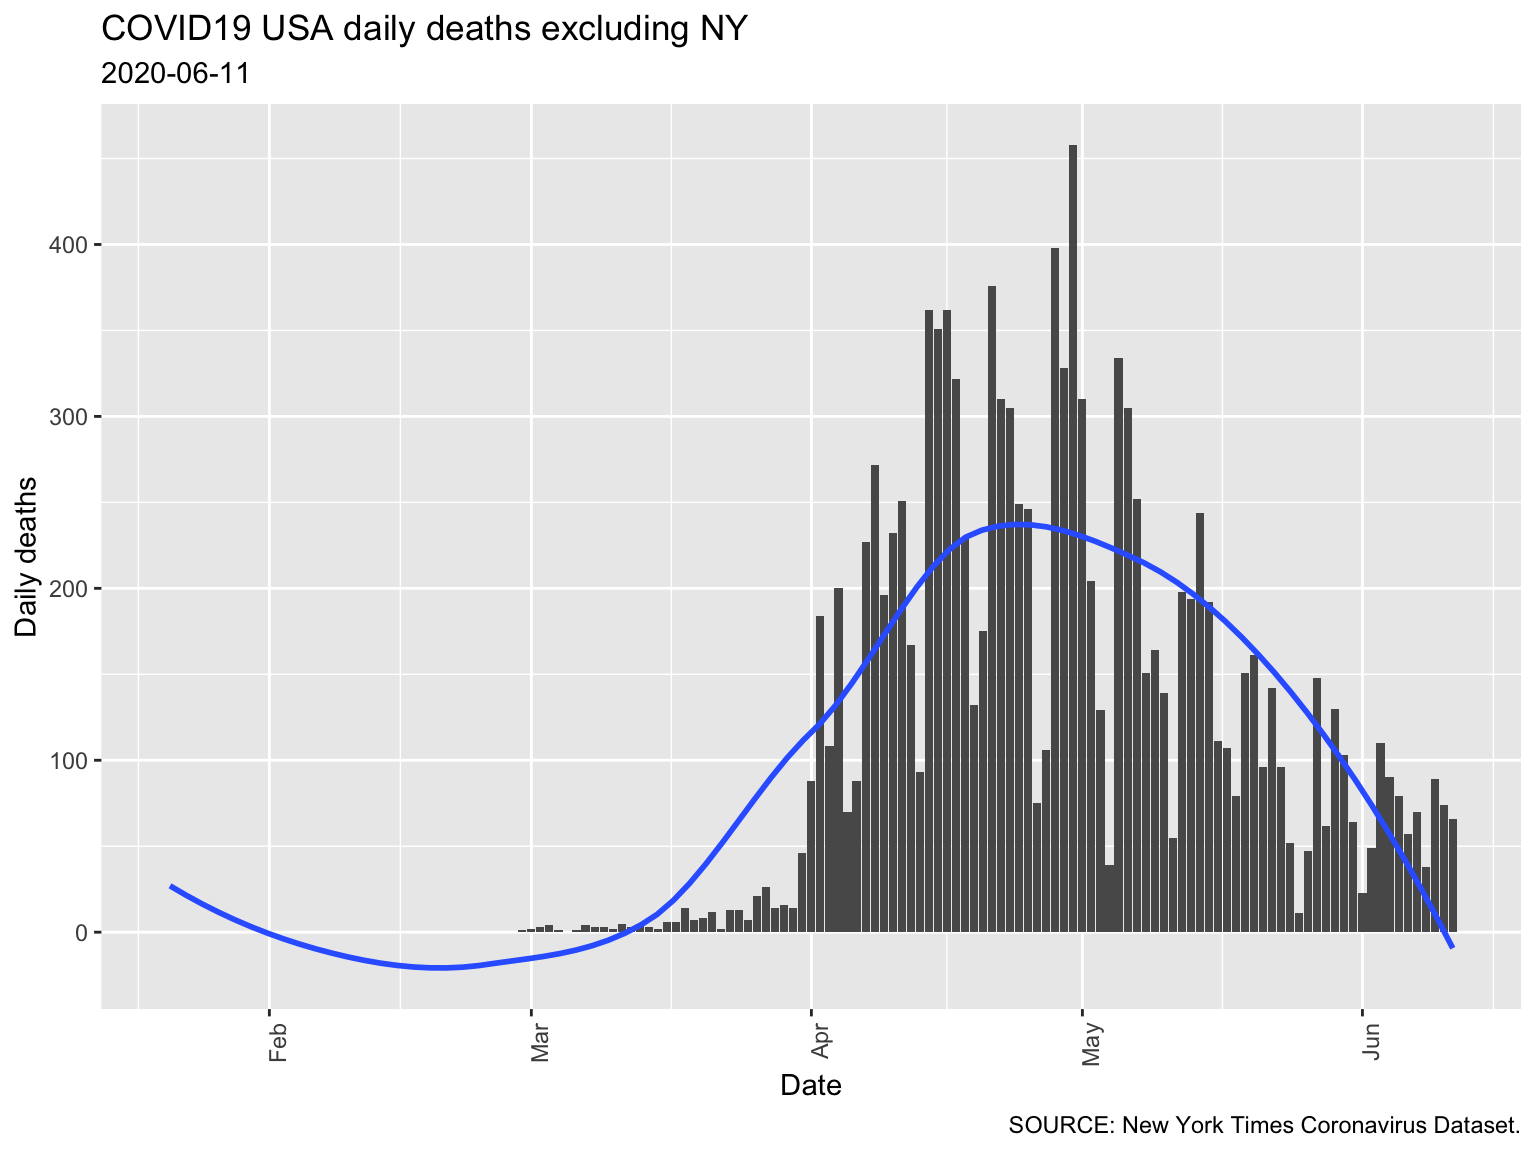 COVID19 USA daily deaths excluding NY
2020-06-11
Daily deaths
400
300
200
100
0
Feb
Mar
Apr
May
Jun
Date
SOURCE: New York Times Coronavirus Dataset.